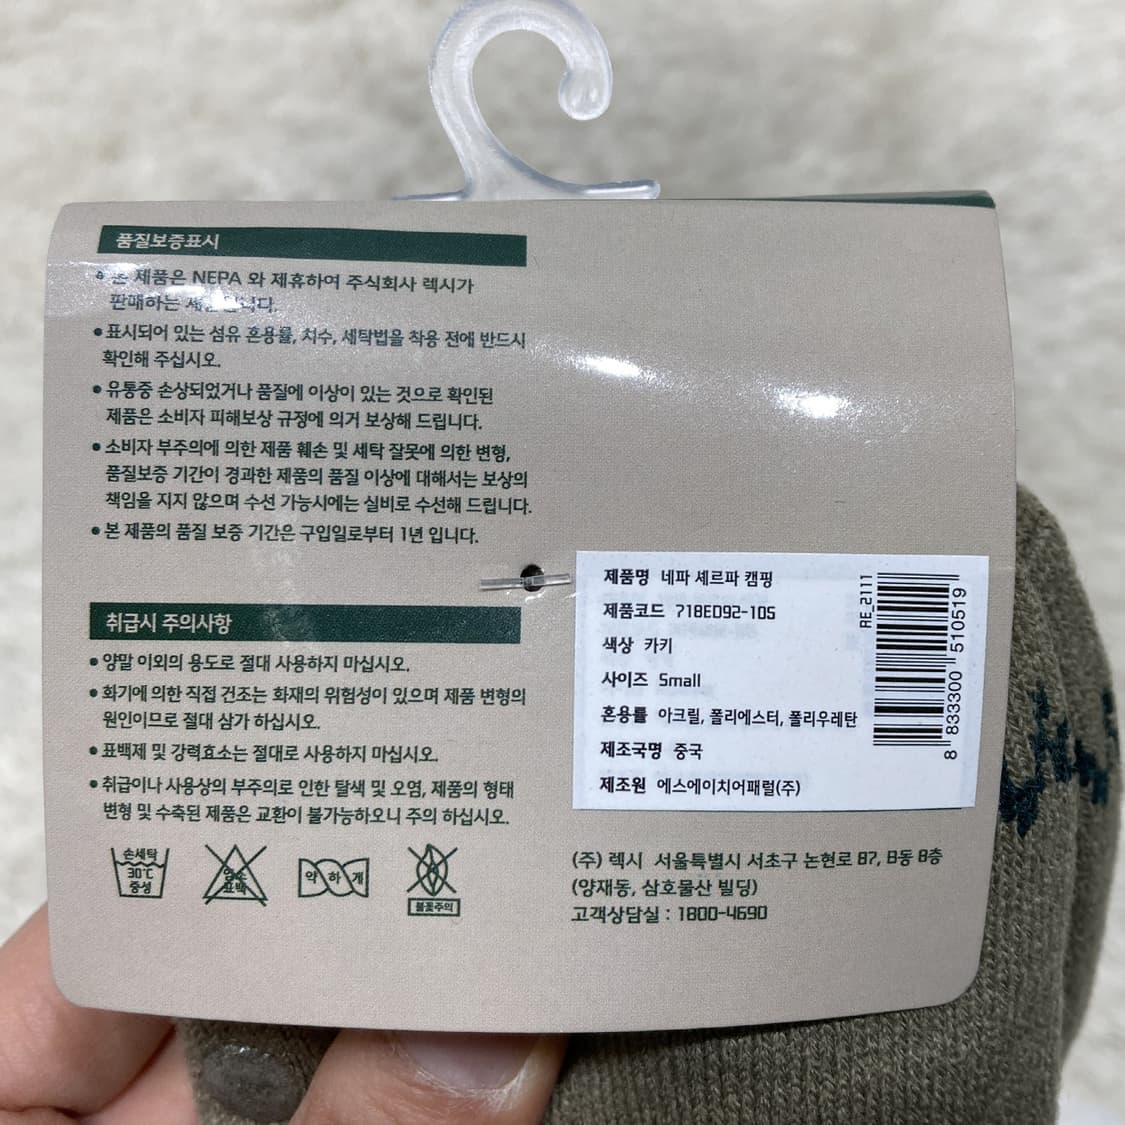 품질보증표시
• 본 제품은 NEPA 와 제휴하여 주식회사 렉시가
판매하는 제품입니다.
• 표시되어 있는 섬유 혼용률, 치수, 세탁법을 착용 전에 반드시
확인해 주십시오.
• 유통중 손상되었거나 품질에 이상이 있는 것으로 확인된
제품은 소비자 피해보상 규정에 의거 보상해 드립니다.
• 소비자 부주의에 의한 제품 훼손 및 세탁 잘못에 의한 변형,
품질보증 기간이 경과한 제품의 품질 이상에 대해서는 보상의
책임을 지지 않으며 수선 가능시에는 실비로 수선해 드립니다.
• 본 제품의 품질 보증 기간은 구입일로부터 1년 입니다.
취급시 주의사항
• 양말 이외의 용도로 절대 사용하지 마십시오.
• 화기에 의한 직접 건조는 화재의 위험성이 있으며 제품 변형의
원인이므로 절대 삼가 하십시오.
• 표백제 및 강력효소는 절대로 사용하지 마십시오.
• 취급이나 사용상의 부주의로 인한 탈색 및 오염, 제품의 형태
변형 및 수축된 제품은 교환이 불가능하오니 주의 하십시오.
손세탁
30℃
중성
염소
표백
약하게
불꽃주의
제품명 네파 셰르파 캠핑
제품코드 718ED92-105
색상 카키
사이즈 Small
혼용률 아크릴, 폴리에스터, 폴리우레탄
제조국명 중국
제조원 에스에이치어패럴(주)
RE_2111
8 833300 510519
(주) 렉시 서울특별시 서초구 논현로 87, B동 8층
(양재동, 삼호물산 빌딩)
고객상담실 : 1800-4690